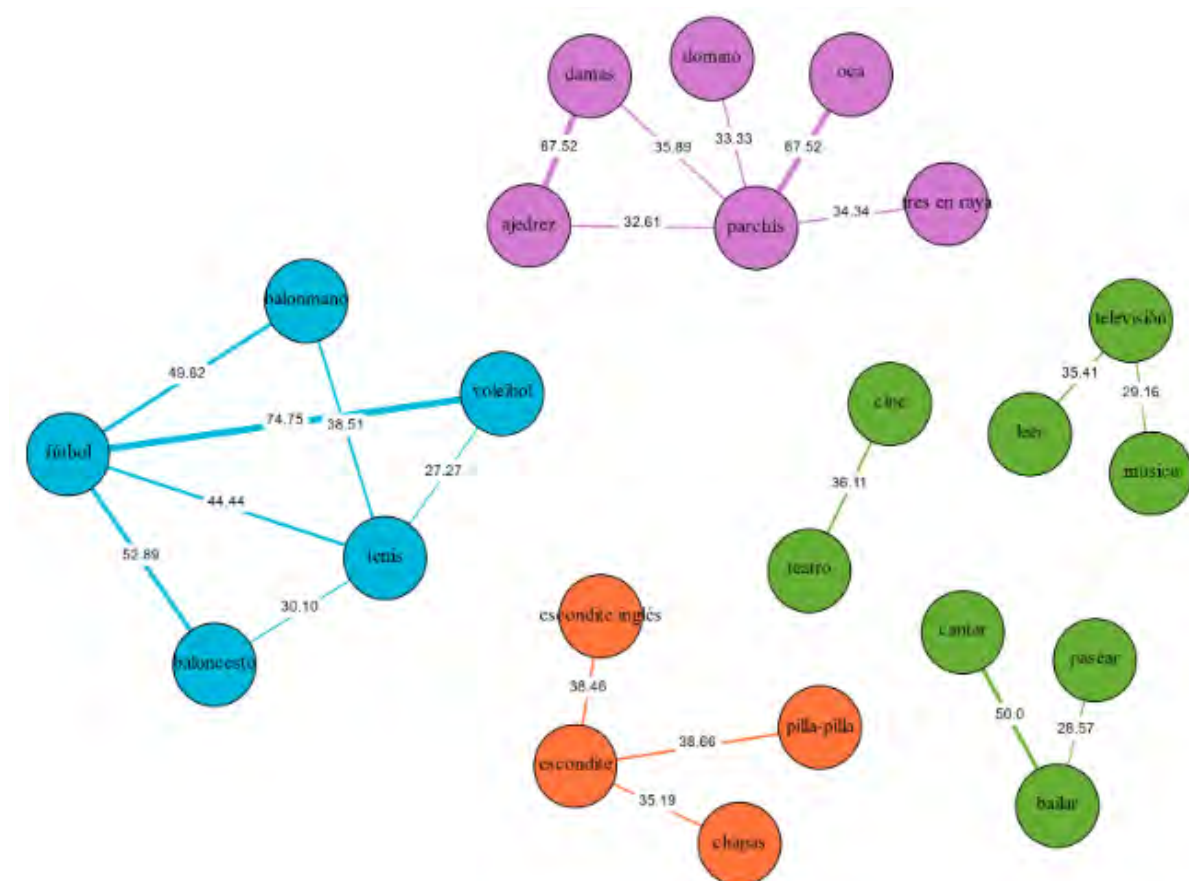 dominó
oca
damas
67.52
35.89
33.33
67.52
tres en raya
ajedrez
32.61
parchís
34.34
balonmano
televisión
49.62
voleibol
35.41
29.16
cine
74.75
38.51
fútbol
leer
27.27
música
44.44
36.11
52.89
tenis
teatro
30.10
escondite inglés
cantar
baloncesto
pasear
38.46
50.0
28.57
pilla-pilla
38.66
escondite
35.19
bailar
chapas